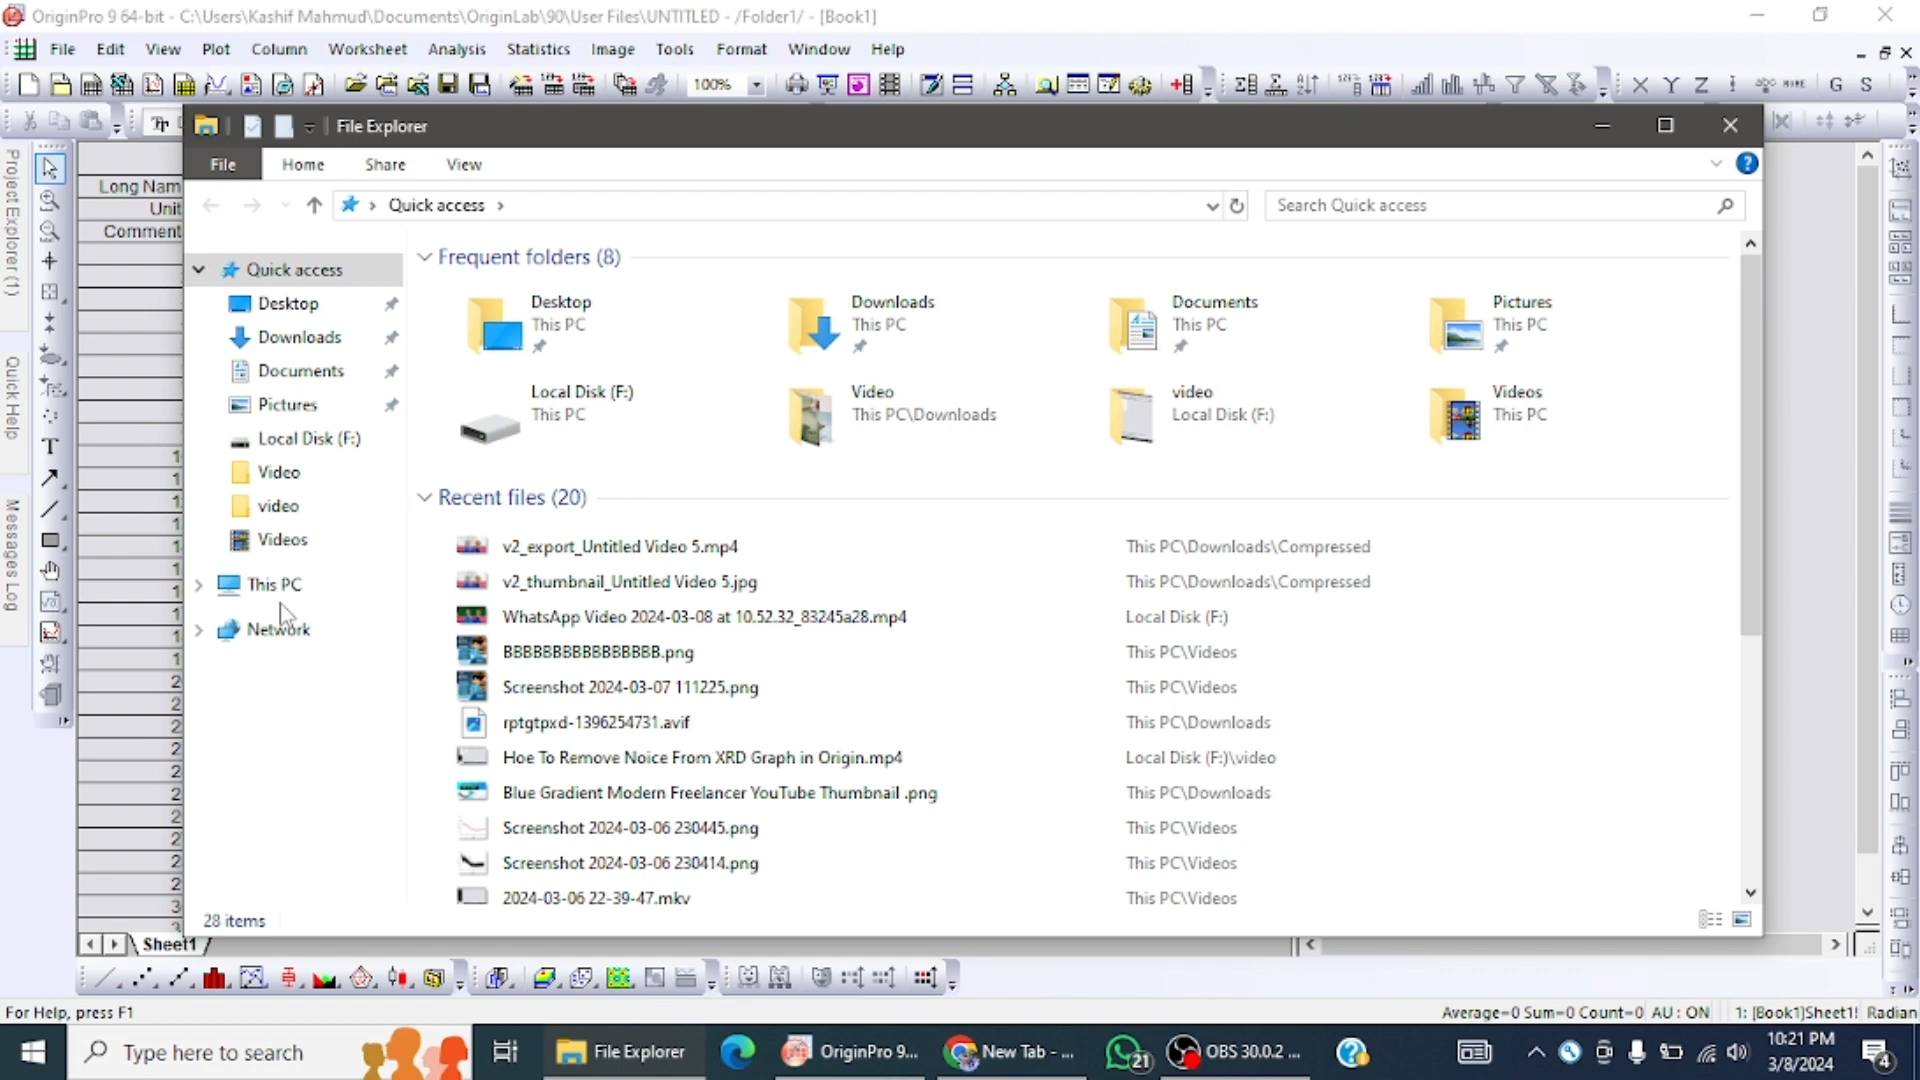 OriginPro 9 64-bit - C:\Users\Kashif Mahmud\Documents\OriginLab\90\User Files\UNTITLED - /Folder1/ - [Book1]
File Edit View Plot Column Worksheet Analysis Statistics Image Tools Format Window Help
100%
X Y Z G S
File Explorer
File Home Share View
Quick access
Search Quick access
Project Explorer (1)
Quick Help
Messages Log
Long Nam
Unit
Comment
Quick access
Desktop
Downloads
Documents
Pictures
Local Disk (F:)
Video
video
Videos
This PC
Network
Frequent folders (8)
Desktop
This PC
Downloads
This PC
Documents
This PC
Pictures
This PC
Local Disk (F:)
This PC
Video
This PC\Downloads
video
Local Disk (F:)
Videos
This PC
Recent files (20)
v2_export_Untitled Video 5.mp4 This PC\Downloads\Compressed
v2_thumbnail_Untitled Video 5.jpg This PC\Downloads\Compressed
WhatsApp Video 2024-03-08 at 10.52.32_83245a28.mp4 Local Disk (F:)
BBBBBBBBBBBBBBBB.png This PC\Videos
Screenshot 2024-03-07 111225.png This PC\Videos
rptgtpxd-1396254731.avif This PC\Downloads
Hoe To Remove Noice From XRD Graph in Origin.mp4 Local Disk (F:)\video
Blue Gradient Modern Freelancer YouTube Thumbnail .png This PC\Downloads
Screenshot 2024-03-06 230445.png This PC\Videos
Screenshot 2024-03-06 230414.png This PC\Videos
2024-03-06 22-39-47.mkv This PC\Videos
28 items
Sheet1
For Help, press F1
Average=0 Sum=0 Count=0 AU : ON 1: [Book1]Sheet1! Radian
Type here to search
File Explorer
OriginPro 9...
New Tab - ...
21
OBS 30.0.2 ...
10:21 PM
3/8/2024
4